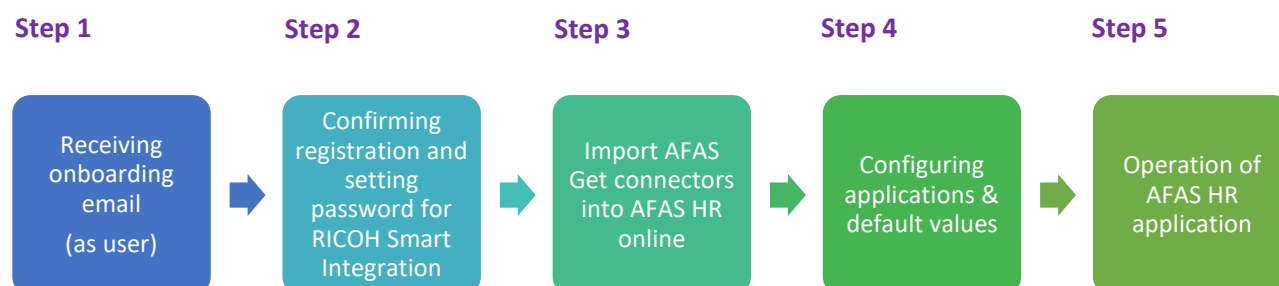 Step 1
Step 2
Step 3
Step 4
Step 5
Receiving
onboarding
email
(as user)
Confirming
registration and
setting
password for
RICOH Smart
Integration
Import AFAS
Get connectors
into AFAS HR
online
Configuring
applications &
default values
Operation of
AFAS HR
application